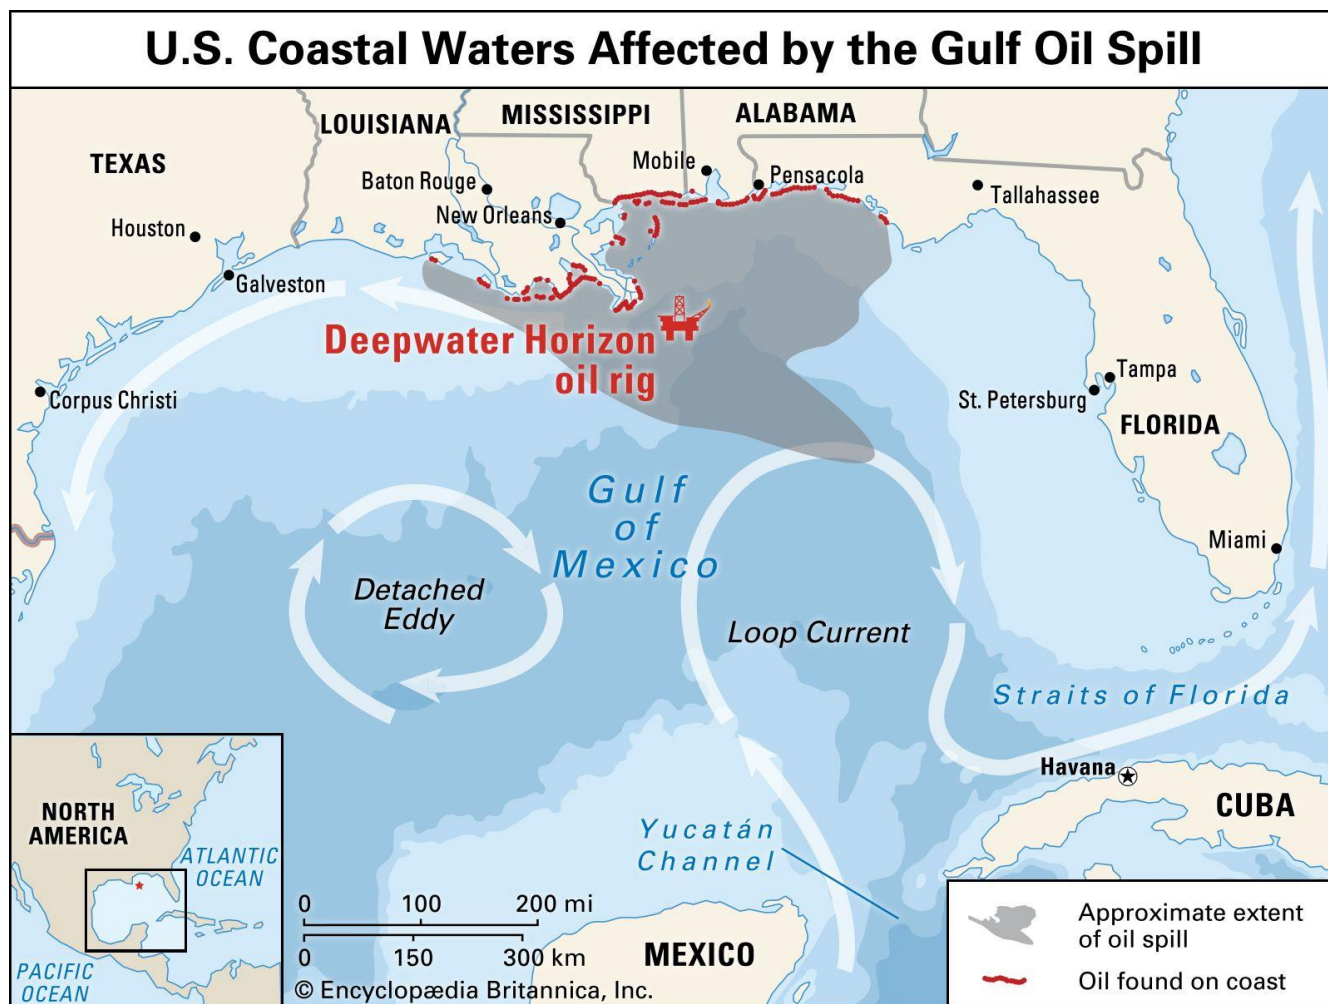 U.S. Coastal Waters Affected by the Gulf Oil Spill
TEXAS
LOUISIANA
MISSISSIPPI
ALABAMA
Houston
Galveston
Corpus Christi
Baton Rouge
New Orleans
Mobile
Pensacola
Tallahassee
Deepwater Horizon
oil rig
Tampa
St. Petersburg
FLORIDA
Miami
Gulf
of
Mexico
Detached
Eddy
Loop Current
Straits of Florida
Havana
CUBA
Yucatán
Channel
MEXICO
NORTH
AMERICA
ATLANTIC
OCEAN
PACIFIC
OCEAN
0 100 200 mi
0 150 300 km
© Encyclopædia Britannica, Inc.
Approximate extent
of oil spill
Oil found on coast